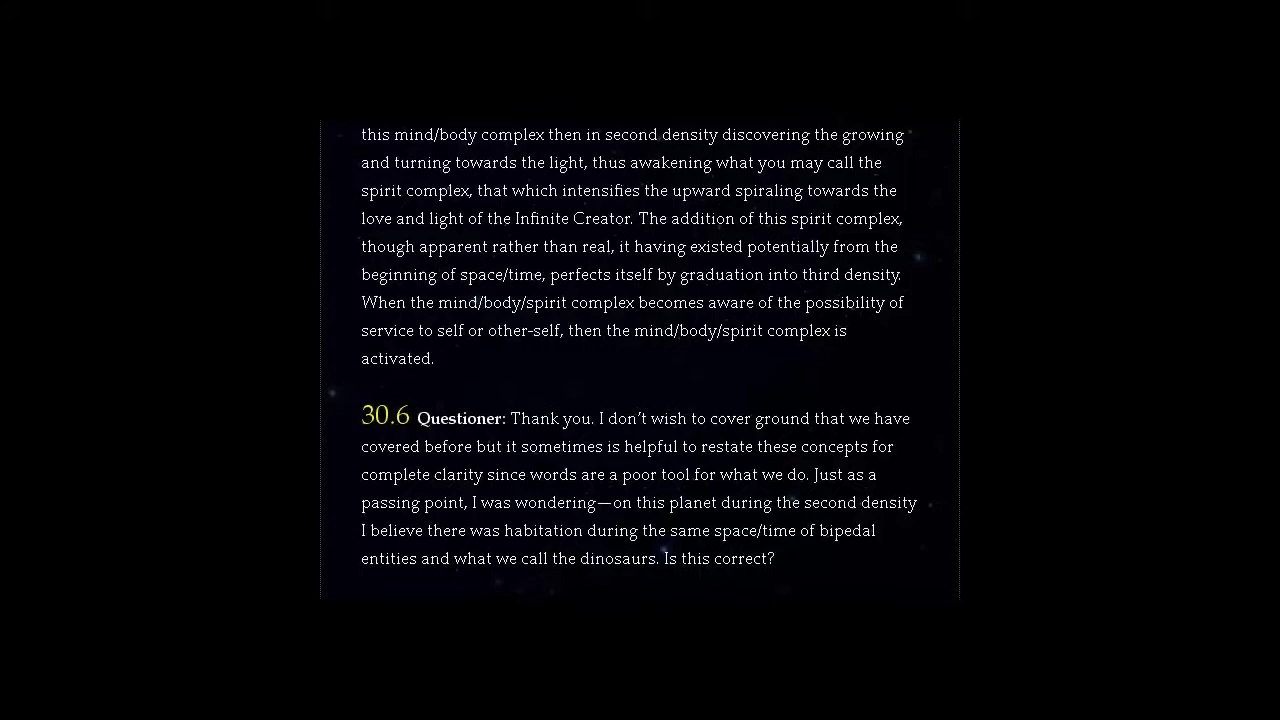 this mind/body complex then in second density discovering the growing
and turning towards the light, thus awakening what you may call the
spirit complex, that which intensifies the upward spiraling towards the
love and light of the Infinite Creator. The addition of this spirit complex,
though apparent rather than real, it having existed potentially from the
beginning of space/time, perfects itself by graduation into third density.
When the mind/body/spirit complex becomes aware of the possibility of
service to self or other-self, then the mind/body/spirit complex is
activated.
30.6 Questioner: Thank you. I don’t wish to cover ground that we have
covered before but it sometimes is helpful to restate these concepts for
complete clarity since words are a poor tool for what we do. Just as a
passing point, I was wondering—on this planet during the second density
I believe there was habitation during the same space/time of bipedal
entities and what we call the dinosaurs. Is this correct?